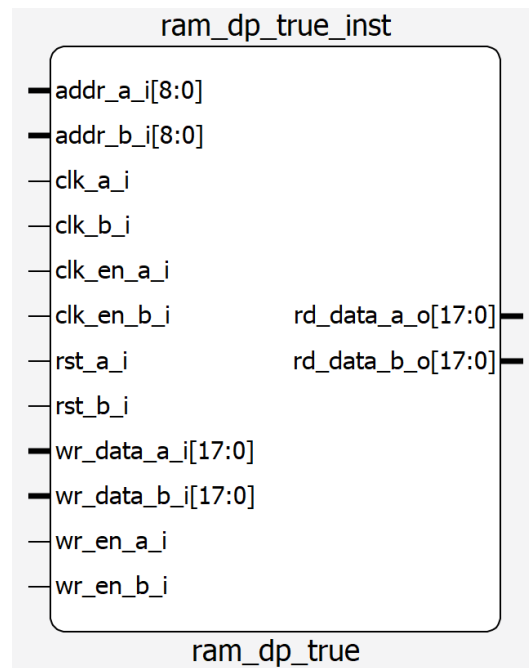 ram_dp_true_inst
addr_a_i[8:0]
addr_b_i[8:0]
clk_a_i
clk_b_i
clk_en_a_i
clk_en_b_i rd_data_a_o[17:0]
rst_a_i rd_data_b_o[17:0]
rst_b_i
wr_data_a_i[17:0]
wr_data_b_i[17:0]
wr_en_a_i
wr_en_b_i
ram_dp_true